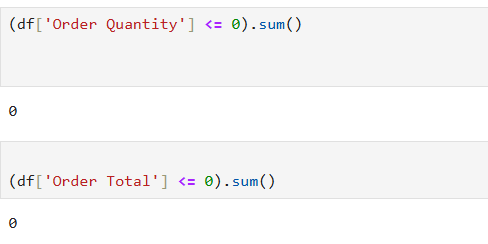 (df['Order Quantity'] <= 0).sum()
0
(df['Order Total'] <= 0).sum()
0